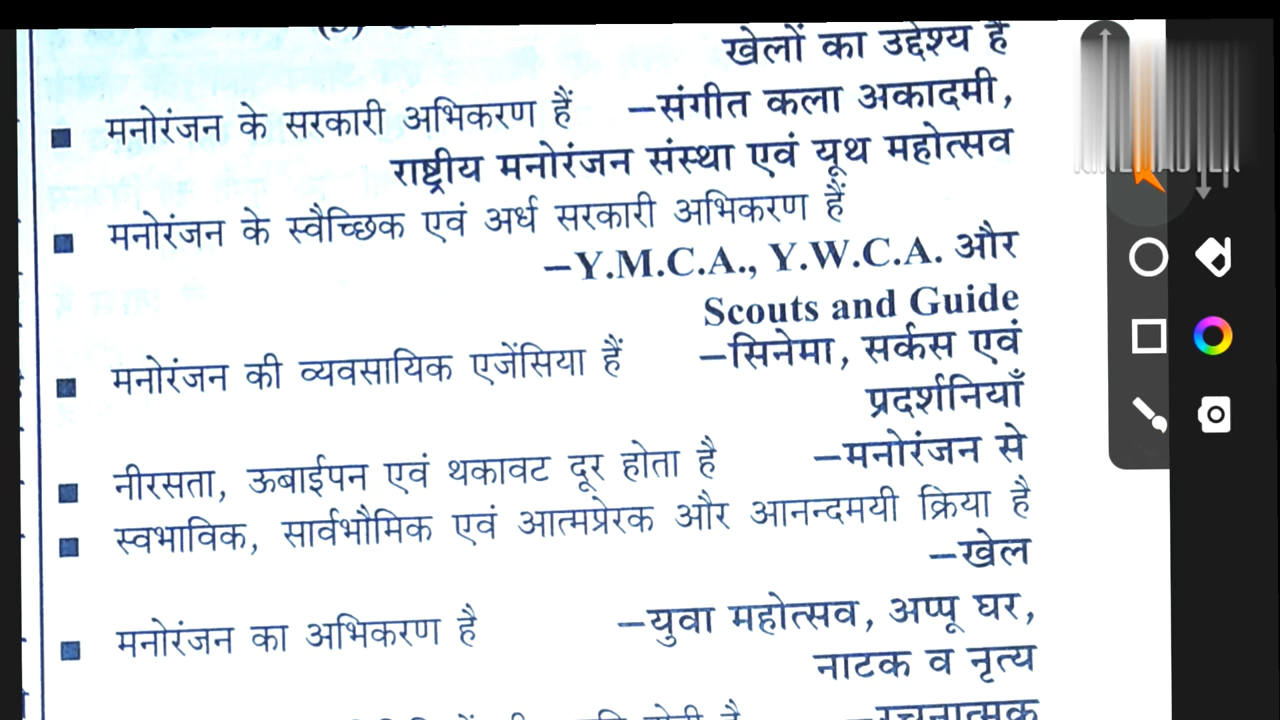 खेलों का उद्देश्य है
■ मनोरंजन के सरकारी अभिकरण हैं –संगीत कला अकादमी,
राष्ट्रीय मनोरंजन संस्था एवं यूथ महोत्सव
■ मनोरंजन के स्वैच्छिक एवं अर्ध सरकारी अभिकरण हैं
–Y.M.C.A., Y.W.C.A. और
Scouts and Guide
■ मनोरंजन की व्यवसायिक एजेंसिया हैं –सिनेमा, सर्कस एवं
प्रदर्शनियाँ
■ नीरसता, ऊबाईपन एवं थकावट दूर होता है –मनोरंजन से
■ स्वभाविक, सार्वभौमिक एवं आत्मप्रेरक और आनन्दमयी क्रिया है
–खेल
■ मनोरंजन का अभिकरण है –युवा महोत्सव, अप्पू घर,
नाटक व नृत्य
–रचनात्मक